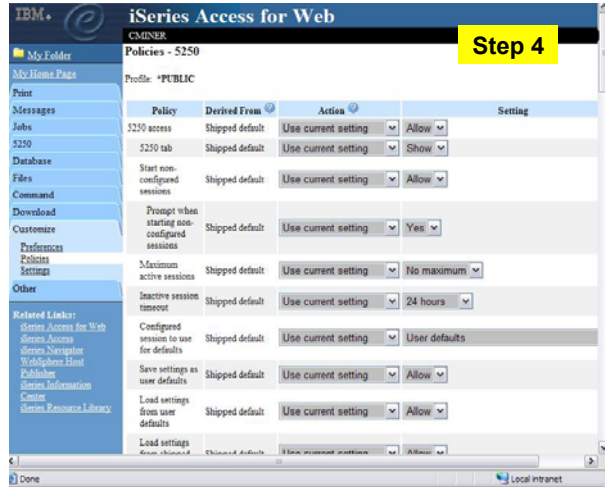 IBM.
iSeries Access for Web
CMINER
Step 4
My Folder
My Home Page
Print
Messages
Jobs
5250
Database
Files
Command
Download
Customize
Preferences
Policies
Settings
Other
Related Links:
iSeries Access for Web
iSeries Access
iSeries Navigator
WebSphere Host
Publisher
iSeries Information
Center
iSeries Resource Library
Policies - 5250
Profile: *PUBLIC
Policy Derived From Action Setting
5250 access Shipped default Use current setting Allow
5250 tab Shipped default Use current setting Show
Start non-
configured
sessions Shipped default Use current setting Allow
Prompt when
starting non-
configured
sessions Shipped default Use current setting Yes
Maximum
active sessions Shipped default Use current setting No maximum
Inactive session
timeout Shipped default Use current setting 24 hours
Configured
session to use
for defaults Shipped default Use current setting User defaults
Save settings as
user defaults Shipped default Use current setting Allow
Load settings
from user
defaults Shipped default Use current setting Allow
Load settings
from shipped Shipped default Use current setting Allow
Done
Local intranet